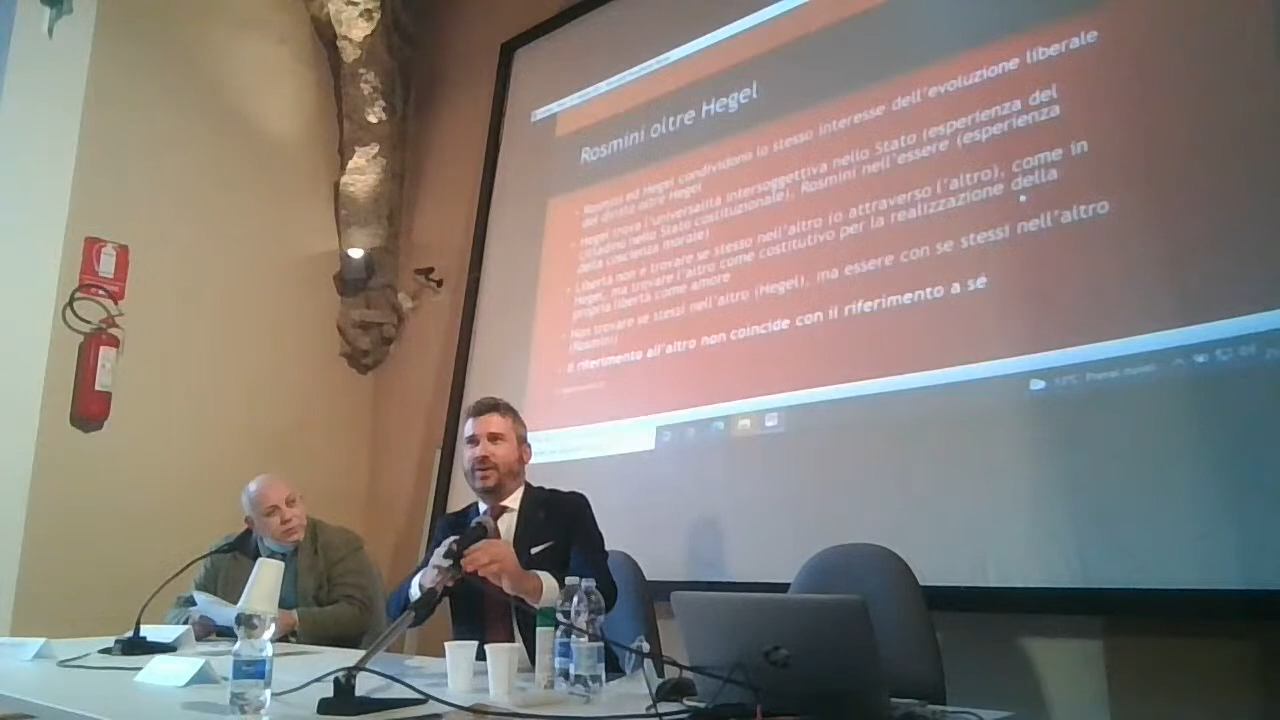 Rosmini oltre Hegel
Rosmini ed Hegel condividono lo stesso interesse dell'evoluzione liberale
del diritto oltre Hegel
Hegel trova l'universalità intersoggettiva nello Stato (esperienza del
cittadino nello Stato costituzionale), Rosmini nell'essere (esperienza
della coscienza morale)
Libertà non è trovare se stesso nell'altro (o attraverso l'altro), come in
Hegel, ma trovare l'altro come costitutivo per la realizzazione della
propria libertà come amore
Non trovare se stessi nell'altro (Hegel), ma essere con se stessi nell'altro
(Rosmini)
Il riferimento all'altro non coincide con il riferimento a sé